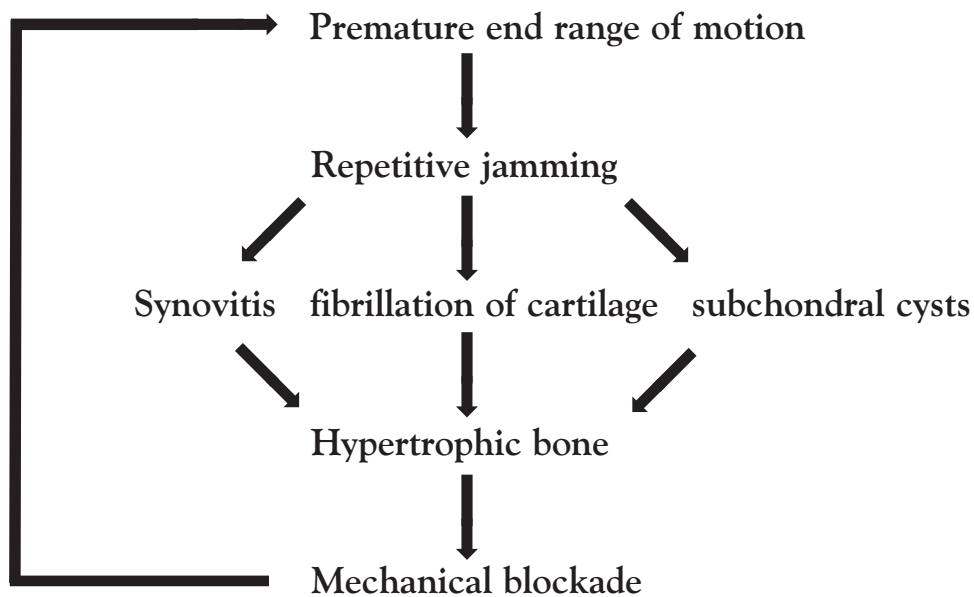 Premature end range of motion
Repetitive jamming
Synovitis fibrillation of cartilage subchondral cysts
Hypertrophic bone
Mechanical blockade